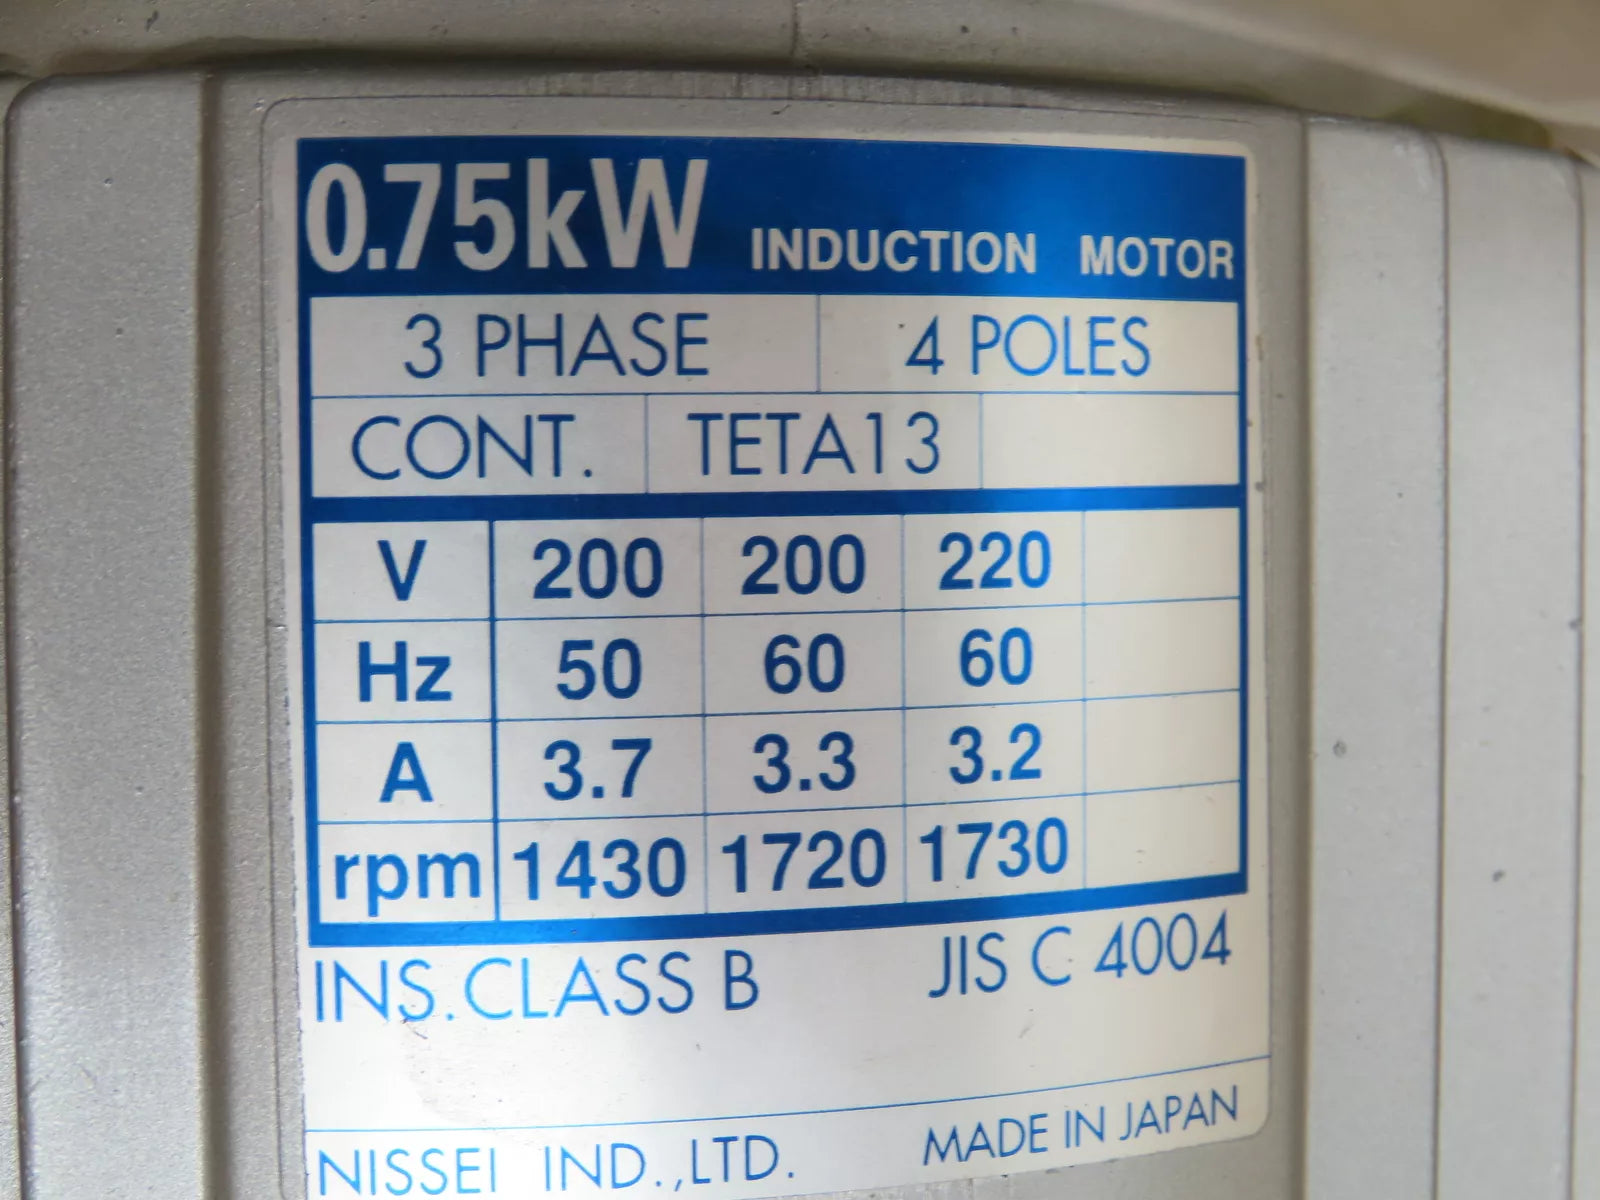 0.75kW INDUCTION MOTOR
3 PHASE 4 POLES
CONT. TETA13
V 200 200 220
Hz 50 60 60
A 3.7 3.3 3.2
rpm 1430 1720 1730
INS. CLASS B JIS C 4004
NISSEI IND.,LTD. MADE IN JAPAN